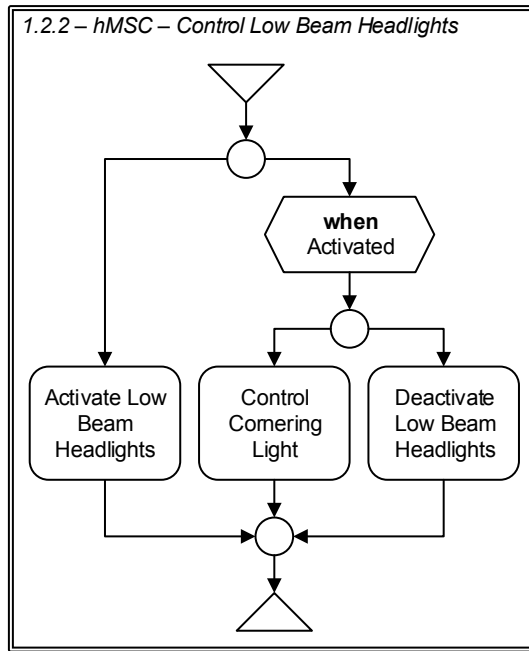 1.2.2 – hMSC – Control Low Beam Headlights
when
Activated
Activate Low
Beam
Headlights
Control
Cornering
Light
Deactivate
Low Beam
Headlights